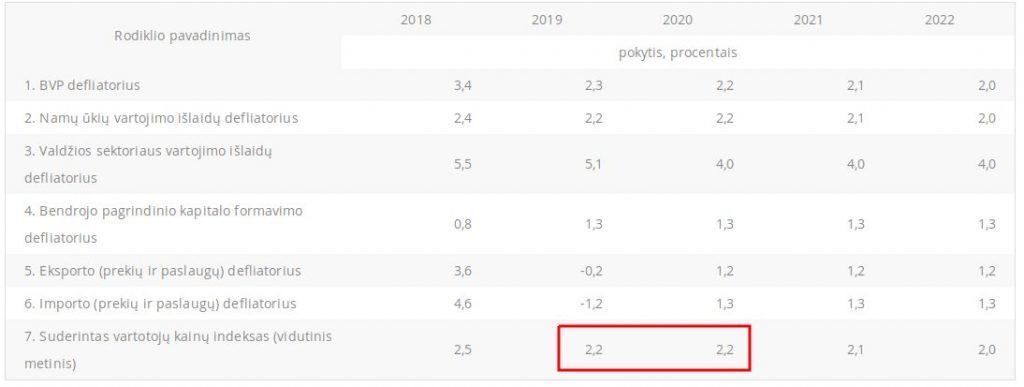 Rodiklio pavadinimas 2018 2019 2020 2021 2022
pokytis, procentais
1. BVP defliatorius 3,4 2,3 2,2 2,1 2,0
2. Namų ūkių vartojimo išlaidų defliatorius 2,4 2,2 2,2 2,1 2,0
3. Valdžios sektoriaus vartojimo išlaidų
defliatorius 5,5 5,1 4,0 4,0 4,0
4. Bendrojo pagrindinio kapitalo formavimo
defliatorius 0,8 1,3 1,3 1,3 1,3
5. Eksporto (prekių ir paslaugų) defliatorius 3,6 -0,2 1,2 1,2 1,2
6. Importo (prekių ir paslaugų) defliatorius 4,6 -1,2 1,3 1,3 1,3
7. Suderintas vartotojų kainų indeksas (vidutinis
metinis) 2,5 2,2 2,2 2,1 2,0